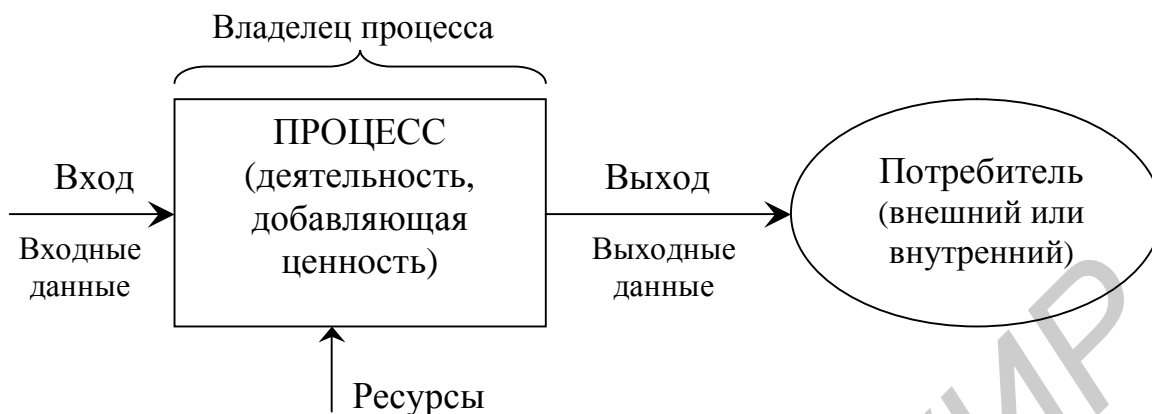 Владелец процесса
ПРОЦЕСС
(деятельность,
добавляющая
ценность)
Вход
Входные
данные
Выход
Выходные
данные
Потребитель
(внешний или
внутренний)
Ресурсы